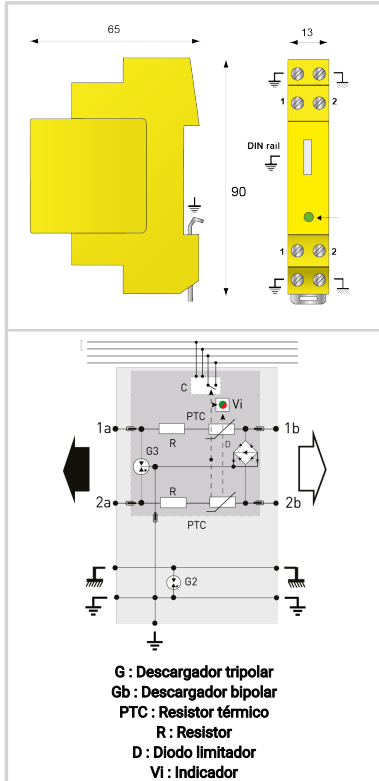 65
13
1
2
DIN rail
90
1
2
C
Vi
PTC
1a
1b
R
D
G3
R
2a
2b
PTC
G2
G : Descargador tripolar
Gb : Descargador bipolar
PTC : Resistor térmico
R : Resistor
D : Diodo limitador
Vi : Indicador